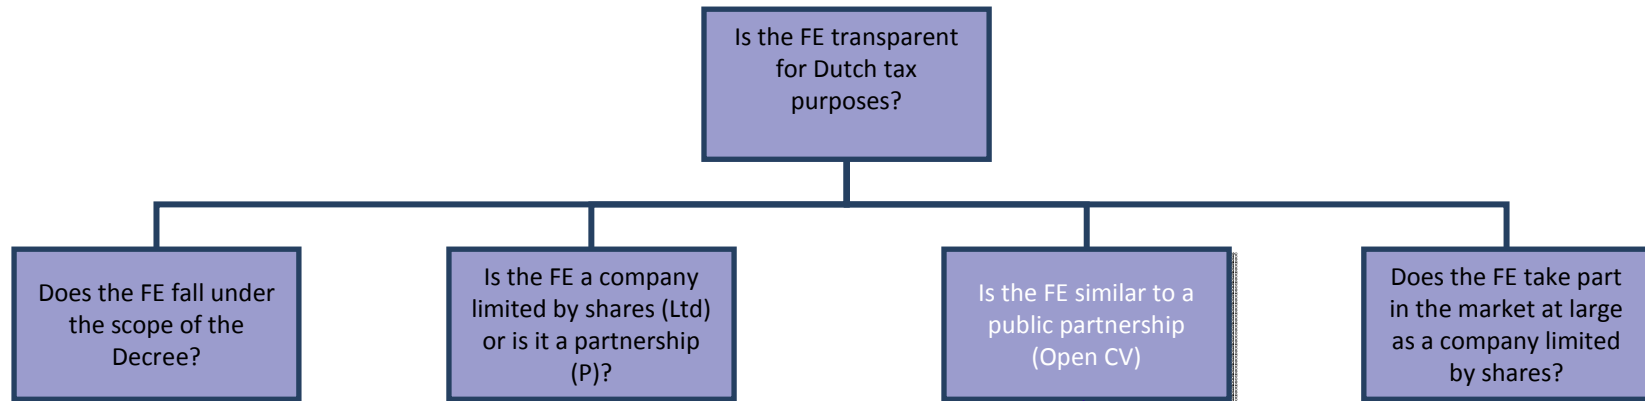 Is the FE transparent
for Dutch tax
purposes?
Does the FE fall under
the scope of the
Decree?
Is the FE a company
limited by shares (Ltd)
or is it a partnership
(P)?
Is the FE similar to a
public partnership
(Open CV)
Does the FE take part
in the market at large
as a company limited
by shares?